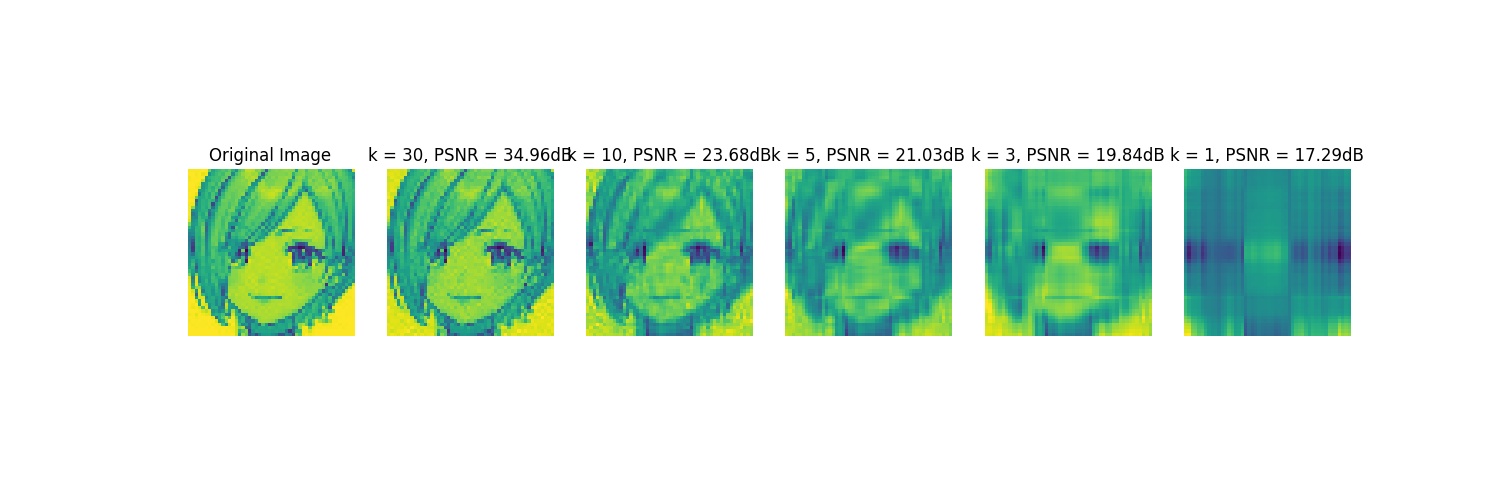 Original Image
k = 30, PSNR = 34.96dB
k = 10, PSNR = 23.68dB
k = 5, PSNR = 21.03dB
k = 3, PSNR = 19.84dB
k = 1, PSNR = 17.29dB